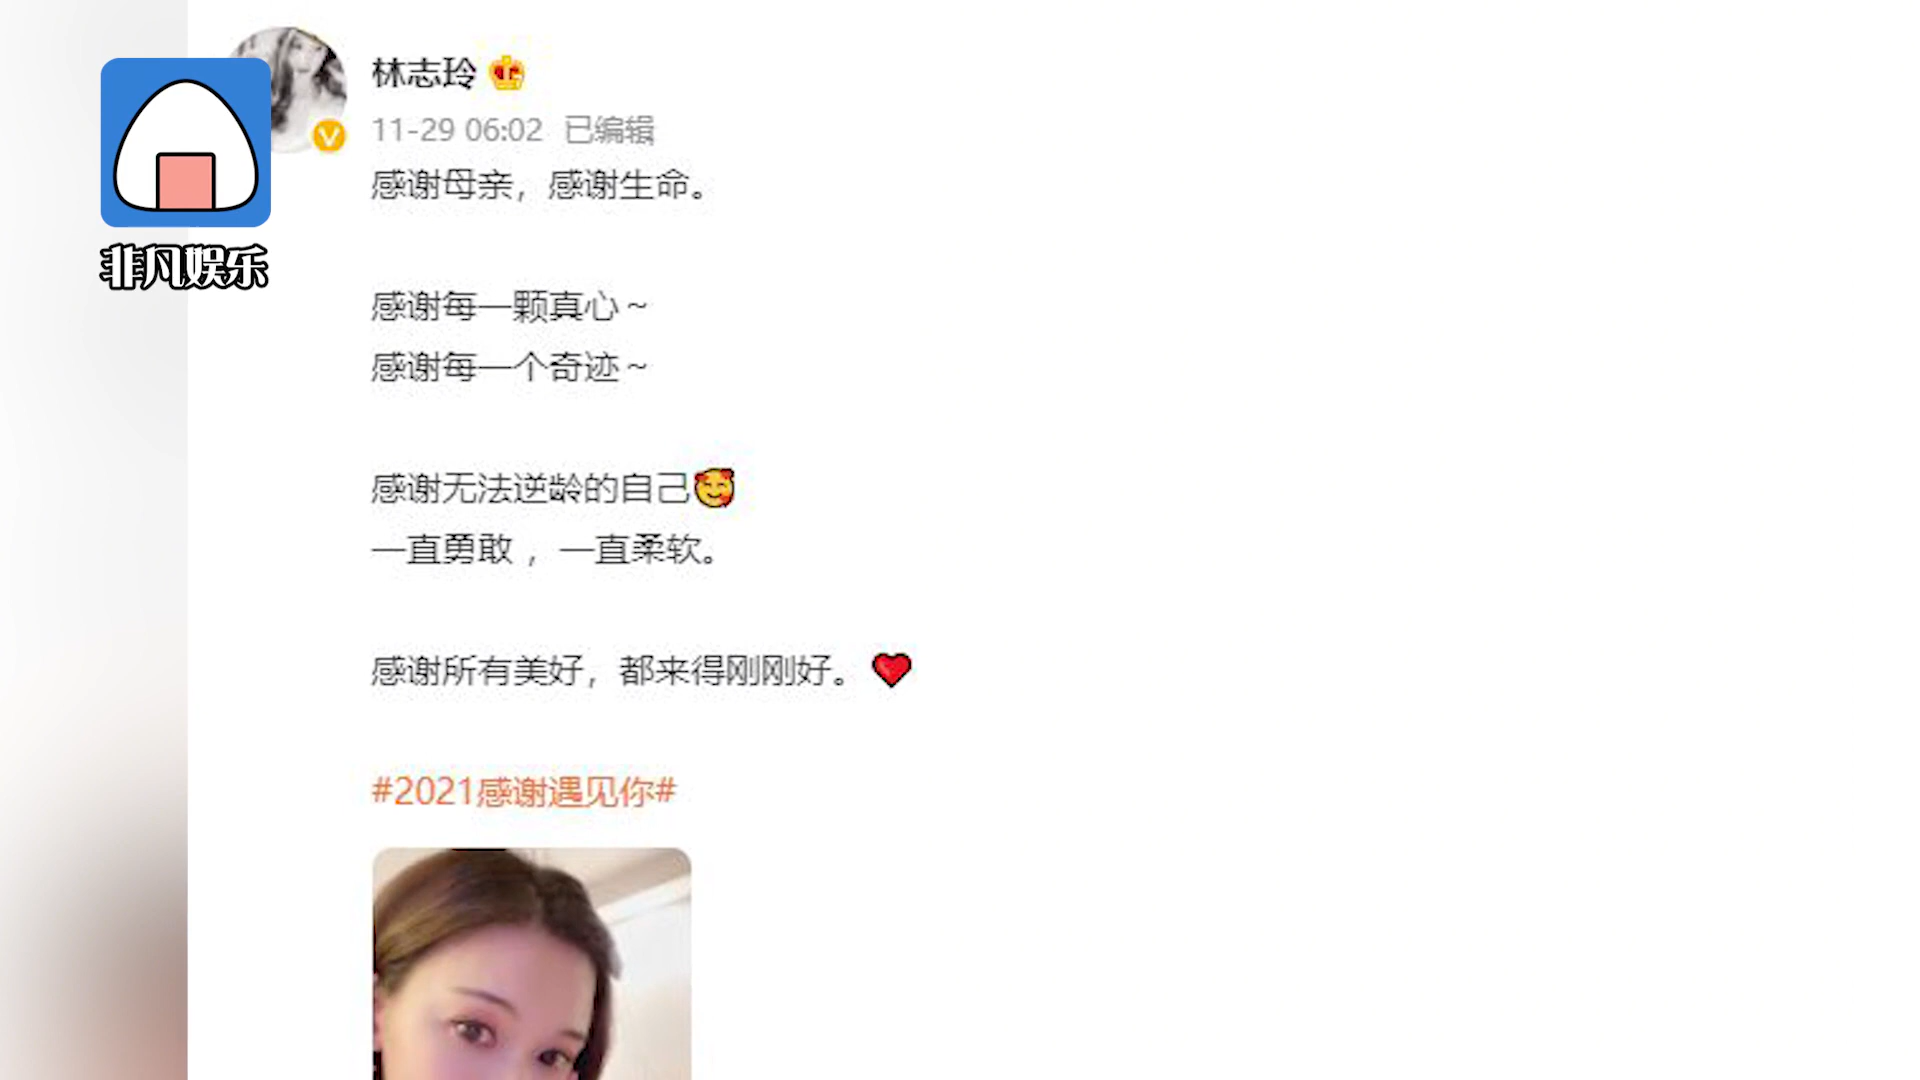 林志玲
11-29 06:02 已编辑
非凡娱乐
感谢母亲，感谢生命。
感谢每一颗真心～
感谢每一个奇迹～
感谢无法逆龄的自己🥰
一直勇敢 ，一直柔软。
感谢所有美好，都来得刚刚好。❤️
#2021感谢遇见你#